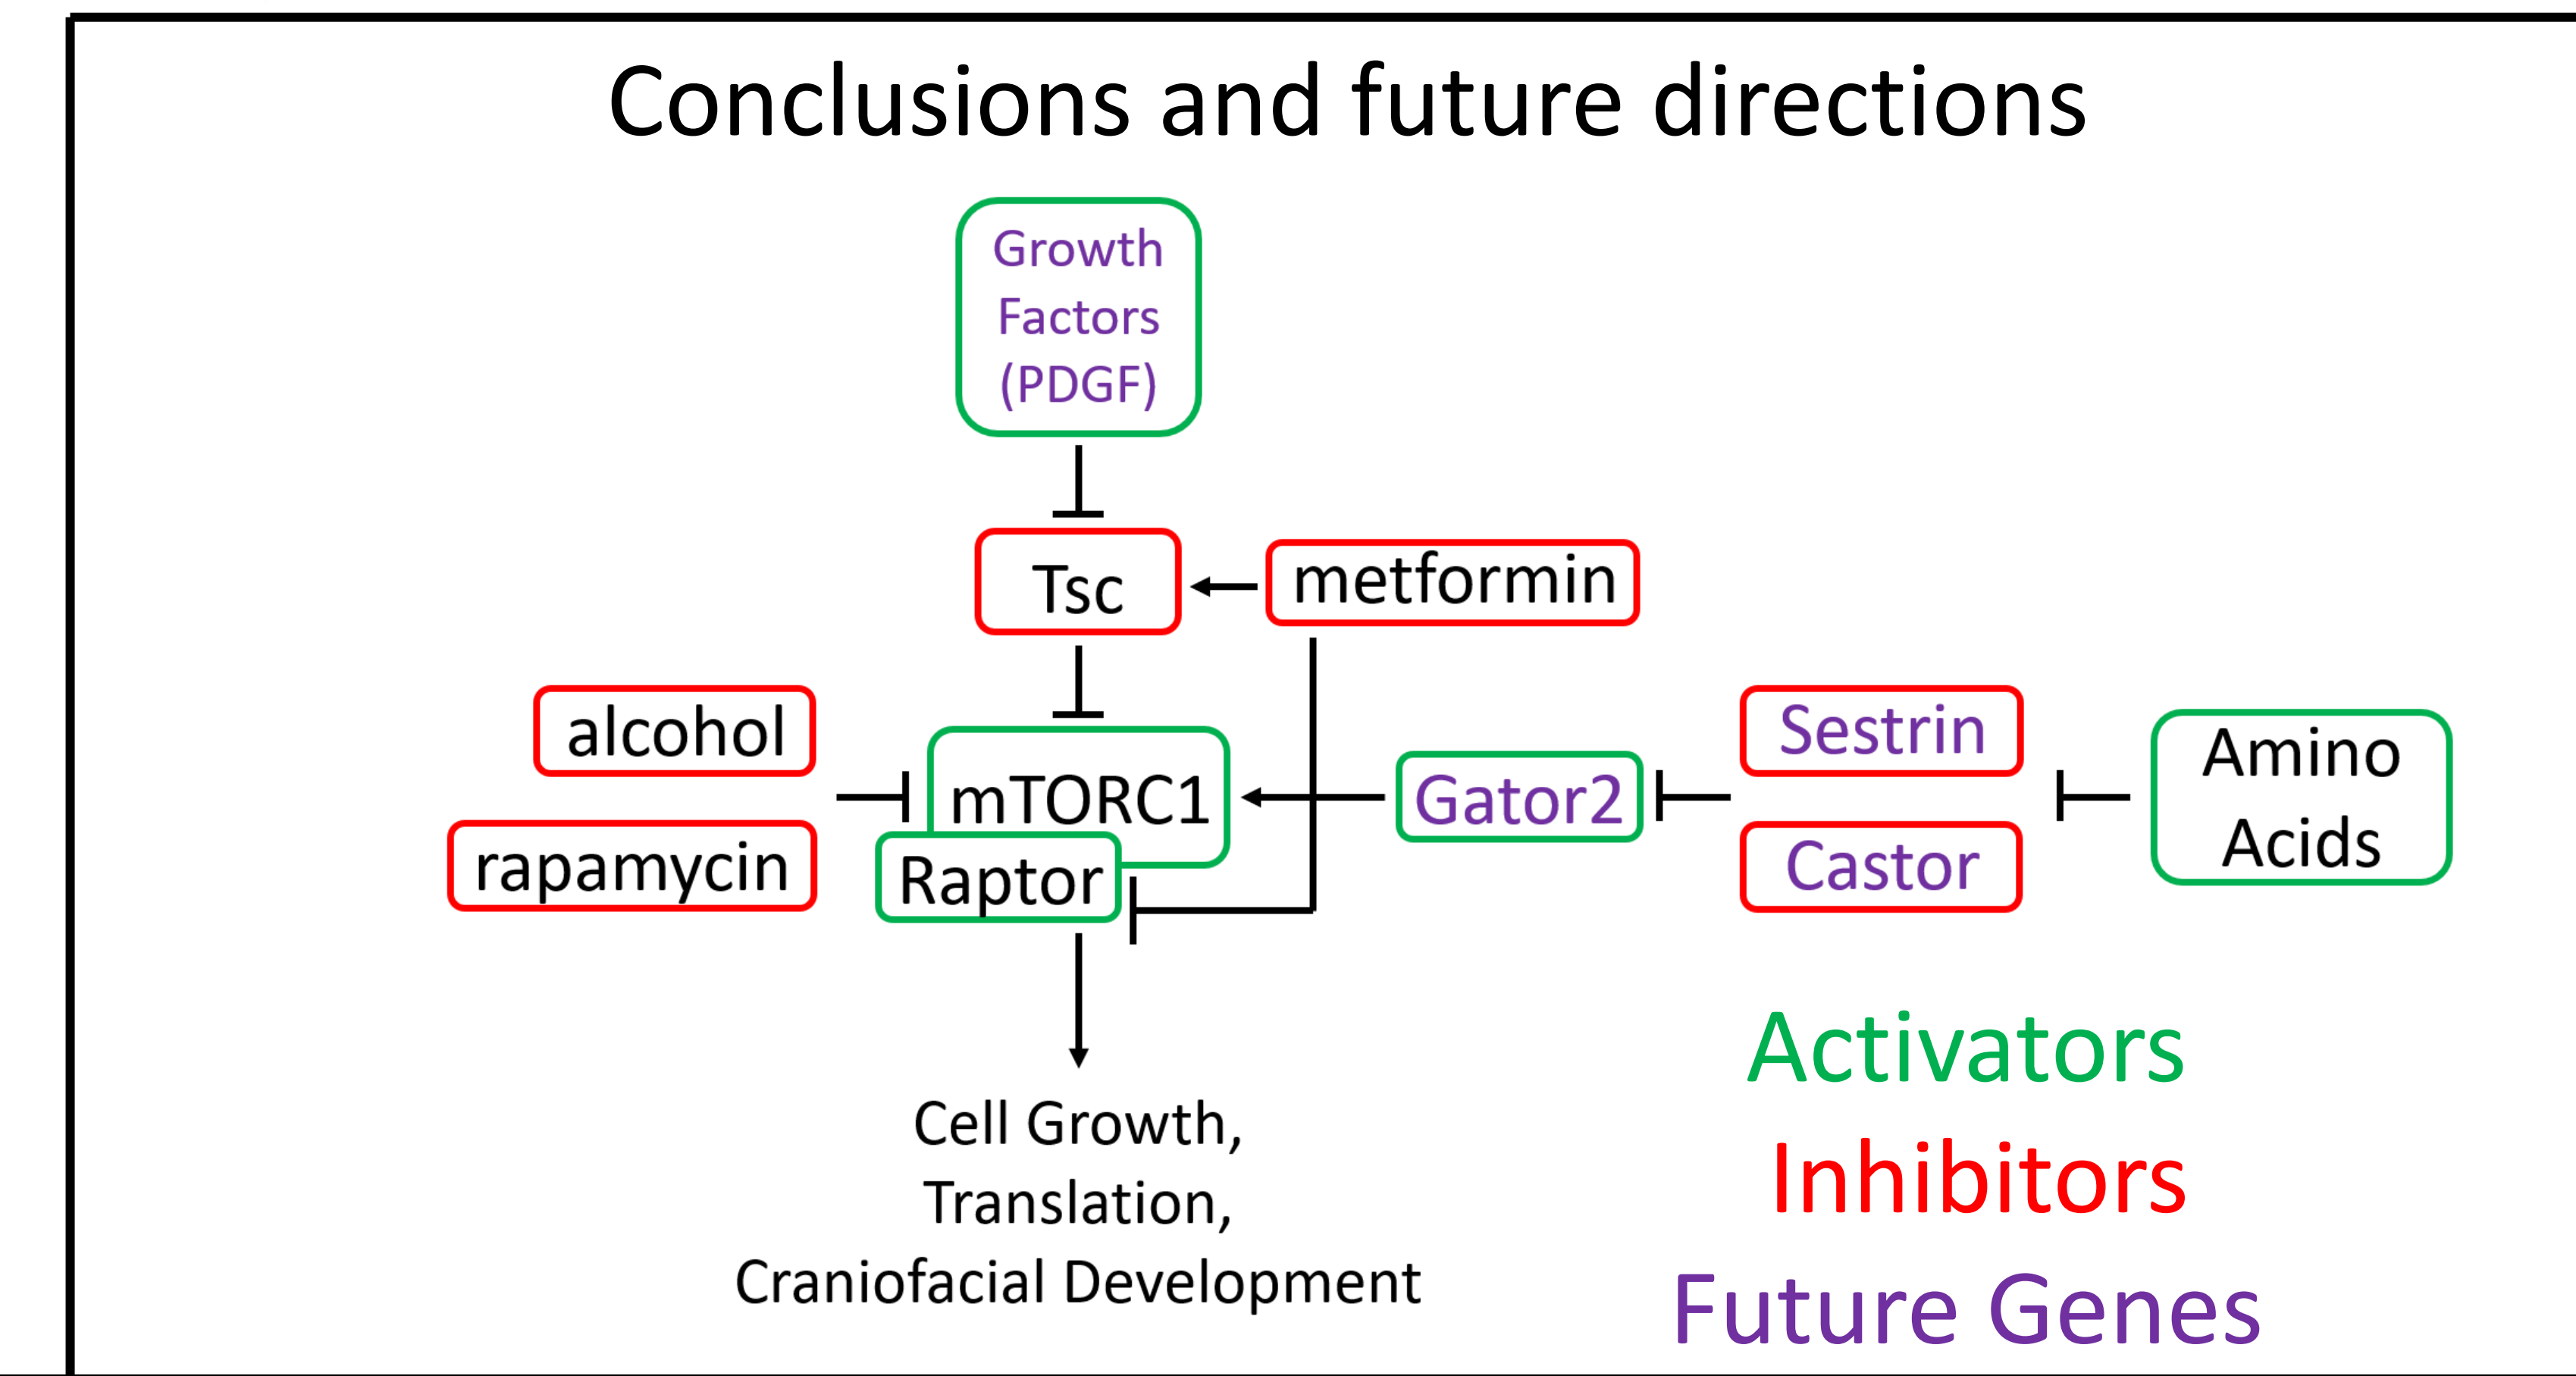 Conclusions and future directions
Growth
Factors
(PDGF)
Tsc
metformin
alcohol
rapamycin
mTORC1
Raptor
Gator2
Sestrin
Castor
Amino
Acids
Cell Growth,
Translation,
Craniofacial Development
Activators
Inhibitors
Future Genes